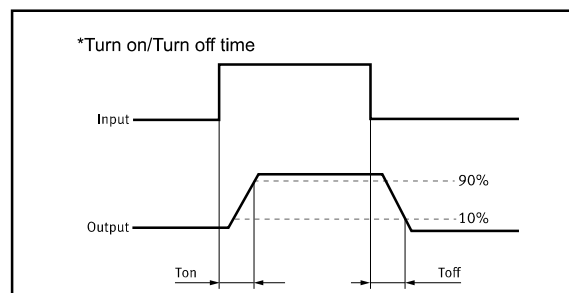 *Turn on/Turn off time
Input
90%
10%
Output
Ton
Toff